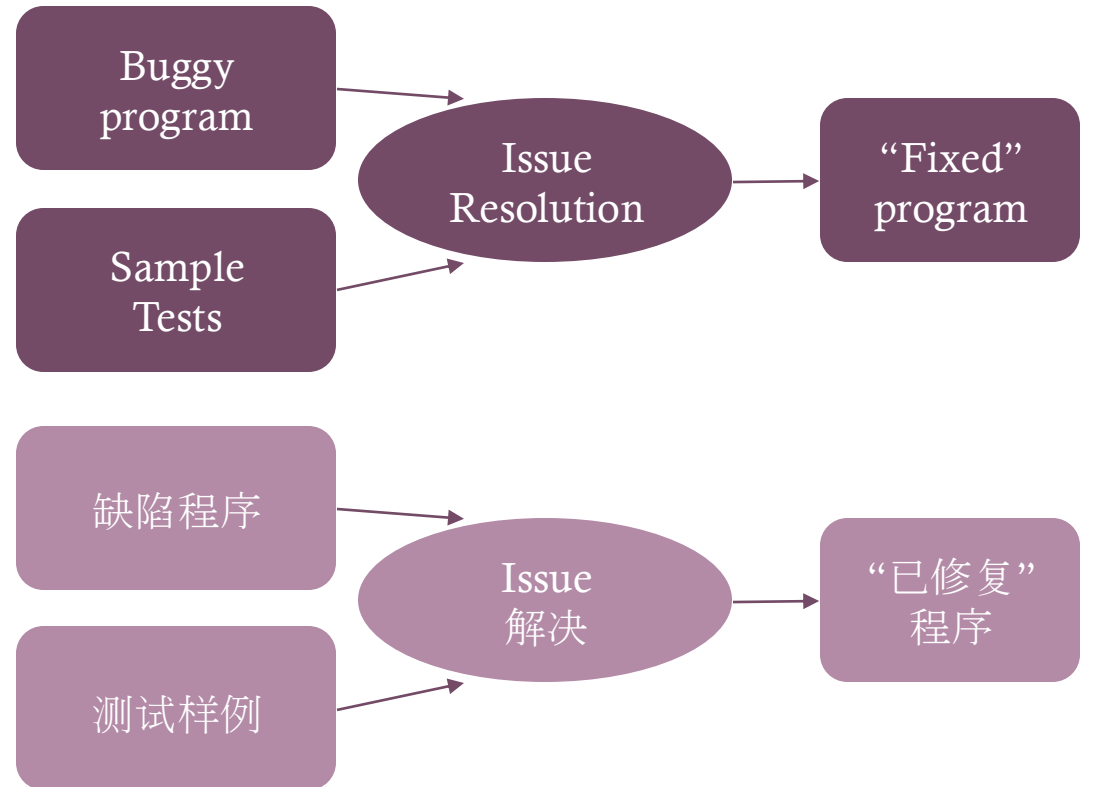 Buggy
program
Issue
Resolution
“Fixed”
program
Sample
Tests
缺陷程序
Issue
解决
“已修复”
程序
测试样例